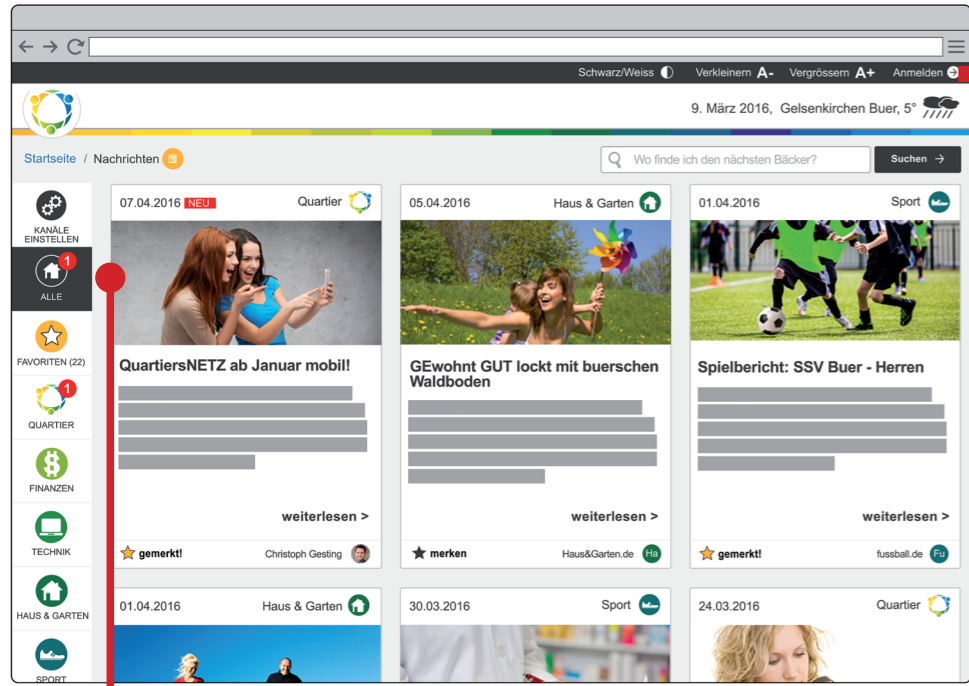 Schwarz/Weiss Verkleinern A- Vergrössern A+ Anmelden
9. März 2016, Gelsenkirchen Buer, 5°
Startseite / Nachrichten
Wo finde ich den nächsten Bäcker?
Suchen →
KANÄLE
EINSTELLEN
1
ALLE
FAVORITEN (22)
1
QUARTIER
FINANZEN
TECHNIK
HAUS & GARTEN
SPORT
07.04.2016 NEU Quartier
QuartiersNETZ ab Januar mobil!
weiterlesen >
gemerkt! Christoph Gesting
05.04.2016 Haus & Garten
GEwohnt GUT lockt mit buerschen
Waldboden
weiterlesen >
merken Haus&Garten.de Ha
01.04.2016 Sport
Spielbericht: SSV Buer - Herren
weiterlesen >
gemerkt! fussball.de Fu
01.04.2016 Haus & Garten
30.03.2016 Sport
24.03.2016 Quartier